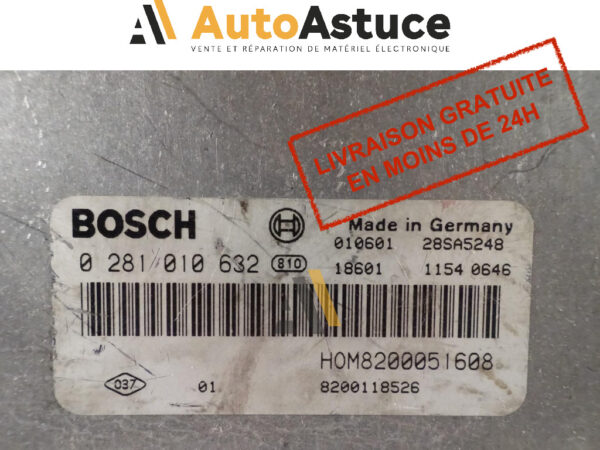 AutoAstuce
VENTE ET RÉPARATION DE MATÉRIEL ÉLECTRONIQUE
LIVRAISON GRATUITE
EN MOINS DE 24H
BOSCH
Made in Germany
010601 28SA5248
0 281 010 632 810
18601 1154 0646
HOM8200051608
037 01 8200118526